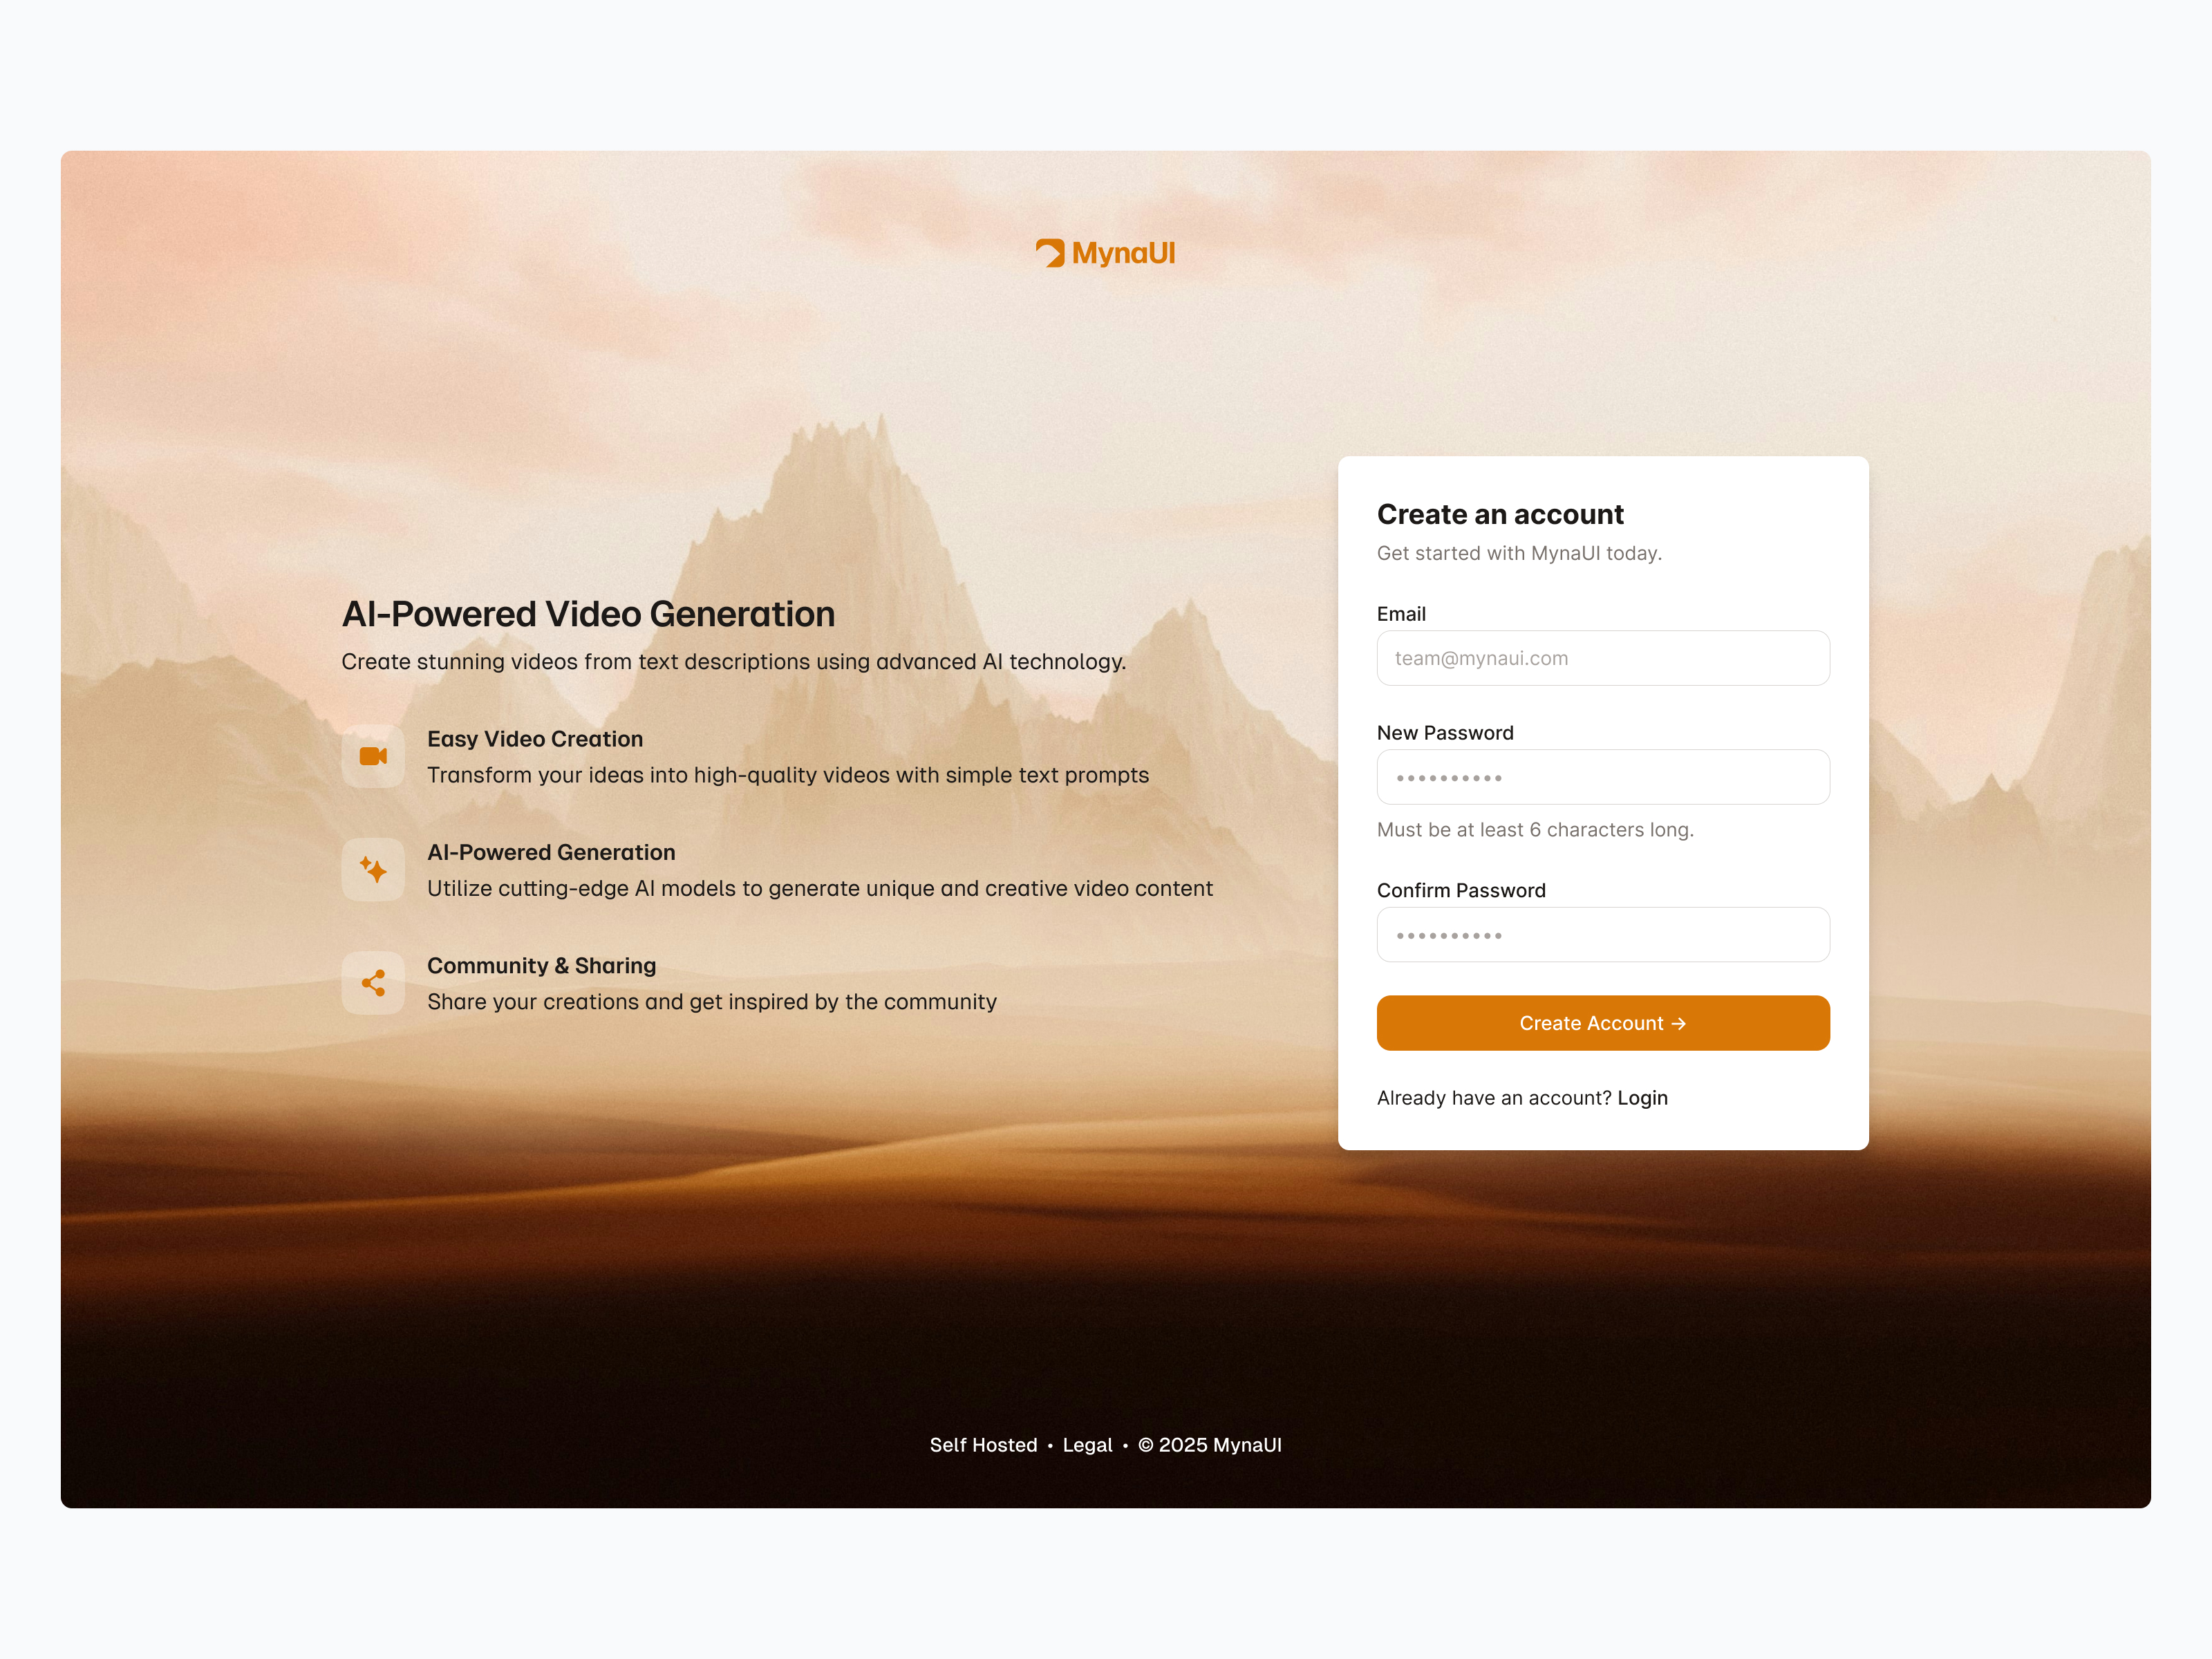 MynaUI
AI-Powered Video Generation
Create stunning videos from text descriptions using advanced AI technology.
Easy Video Creation
Transform your ideas into high-quality videos with simple text prompts
AI-Powered Generation
Utilize cutting-edge AI models to generate unique and creative video content
Community & Sharing
Share your creations and get inspired by the community
Create an account
Get started with MynaUI today.
Email
team@mynaui.com
New Password
••••••••••
Must be at least 6 characters long.
Confirm Password
••••••••••
Create Account →
Already have an account? Login
Self Hosted • Legal • © 2025 MynaUI